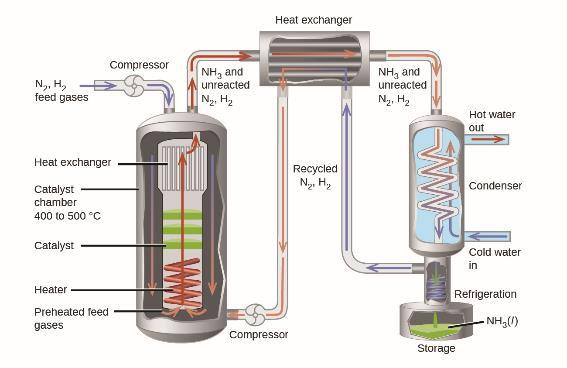 Heat exchanger
Compressor
N₂, H₂
feed gases
NH₃ and
unreacted
N₂, H₂
NH₃ and
unreacted
N₂, H₂
Hot water
out
Heat exchanger
Catalyst
chamber
400 to 500 °C
Recycled
N₂, H₂
Condenser
Catalyst
Cold water
in
Heater
Refrigeration
Preheated feed
gases
NH₃(l)
Compressor
Storage